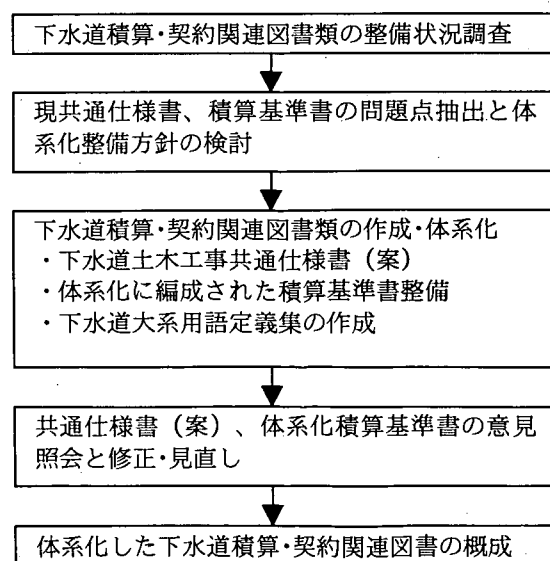 下水道積算･契約関連図書類の整備状況調査
現共通仕様書、積算基準書の問題点抽出と体
系化整備方針の検討
下水道積算･契約関連図書類の作成･体系化
・下水道土木工事共通仕様書（案）
・体系化に編成された積算基準書整備
・下水道大系用語定義集の作成
共通仕様書（案）、体系化積算基準書の意見
照会と修正･見直し
体系化した下水道積算･契約関連図書の概成